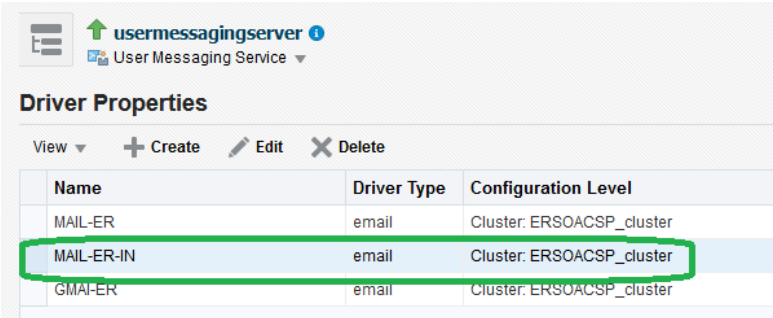 usermessagingserver
User Messaging Service
Driver Properties
View Create Edit Delete
Name Driver Type Configuration Level
MAIL-ER email Cluster: ERSOACSP_cluster
MAIL-ER-IN email Cluster: ERSOACSP_cluster
GMAI-ER email Cluster: ERSOACSP_cluster